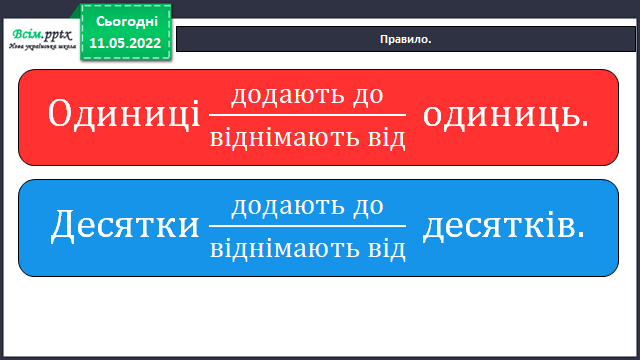 Всім.pptx
Нова українська школа
Сьогодні
11.05.2022
Правило.
Одиниці додають до / віднімають від одиниць.
Десятки додають до / віднімають від десятків.